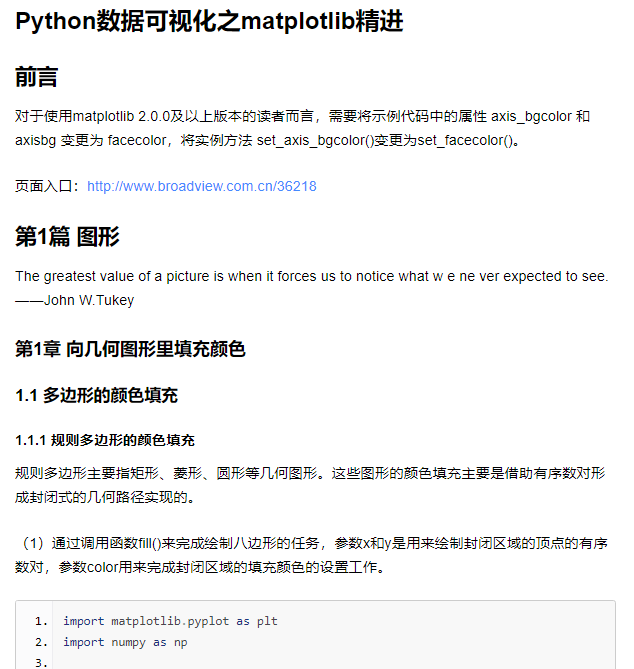 Python数据可视化之matplotlib精进
前言
对于使用matplotlib 2.0.0及以上版本的读者而言，需要将示例代码中的属性 axis_bgcolor 和
axisbg 变更为 facecolor，将实例方法 set_axis_bgcolor()变更为set_facecolor()。
页面入口：http://www.broadview.com.cn/36218
第1篇 图形
The greatest value of a picture is when it forces us to notice what w e ne ver expected to see.
——John W.Tukey
第1章 向几何图形里填充颜色
1.1 多边形的颜色填充
1.1.1 规则多边形的颜色填充
规则多边形主要指矩形、菱形、圆形等几何图形。这些图形的颜色填充主要是借助有序数对形
成封闭式的几何路径实现的。
（1）通过调用函数fill()来完成绘制八边形的任务，参数x和y是用来绘制封闭区域的顶点的有序
数对，参数color用来完成封闭区域的填充颜色的设置工作。
1. import matplotlib.pyplot as plt
2. import numpy as np
3.